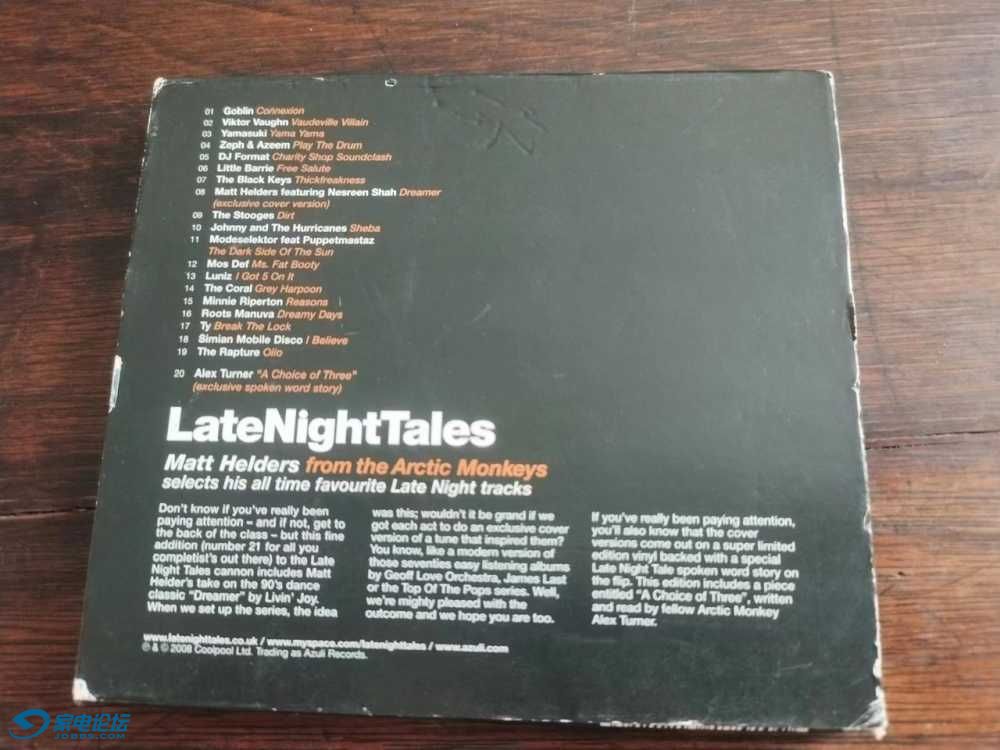 01 Goblin Connexion
02 Viktor Vaughn Vaudeville Villain
03 Yamasuki Yama Yama
04 Zeph & Azeem Play The Drum
05 DJ Format Charity Shop Soundclash
06 Little Barrie Free Salute
07 The Black Keys Thickfreakness
08 Matt Helders featuring Nesreen Shah Dreamer
(exclusive cover version)
09 The Stooges Dirt
10 Johnny and The Hurricanes Sheba
11 Modeselektor feat Puppetmastaz
The Dark Side Of The Sun
12 Mos Def Ms. Fat Booty
13 Luniz I Got 5 On It
14 The Coral Grey Harpoon
15 Minnie Riperton Reasons
16 Roots Manuva Dreamy Days
17 Ty Break The Lock
18 Simian Mobile Disco I Believe
19 The Rapture Olio
20 Alex Turner "A Choice of Three"
(exclusive spoken word story)
LateNightTales
Matt Helders from the Arctic Monkeys
selects his all time favourite Late Night tracks
Don't know if you've really been
paying attention – and if not, get to
the back of the class – but this fine
addition (number 21 for all you
completist's out there) to the Late
Night Tales cannon includes Matt
Helder's take on the 90's dance
classic "Dreamer" by Livin' Joy.
When we set up the series, the idea
was this; wouldn't it be grand if we
got each act to do an exclusive cover
version of a tune that inspired them?
You know, like a modern version of
those seventies easy listening albums
by Geoff Love Orchestra, James Last
or the Top Of The Pops series. Well,
we're mighty pleased with the
outcome and we hope you are too.
If you've really been paying attention,
you'll also know that the cover
versions come out on a super limited
edition vinyl backed with a special
Late Night Tale spoken word story on
the flip. This edition includes a piece
entitled "A Choice of Three", written
and read by fellow Arctic Monkey
Alex Turner.
www.latenighttales.co.uk / www.myspace.com/latenighttales / www.azuli.com
℗ & © 2008 Coolpool Ltd. Trading as Azuli Records.
家电论坛
JDBBS.COM